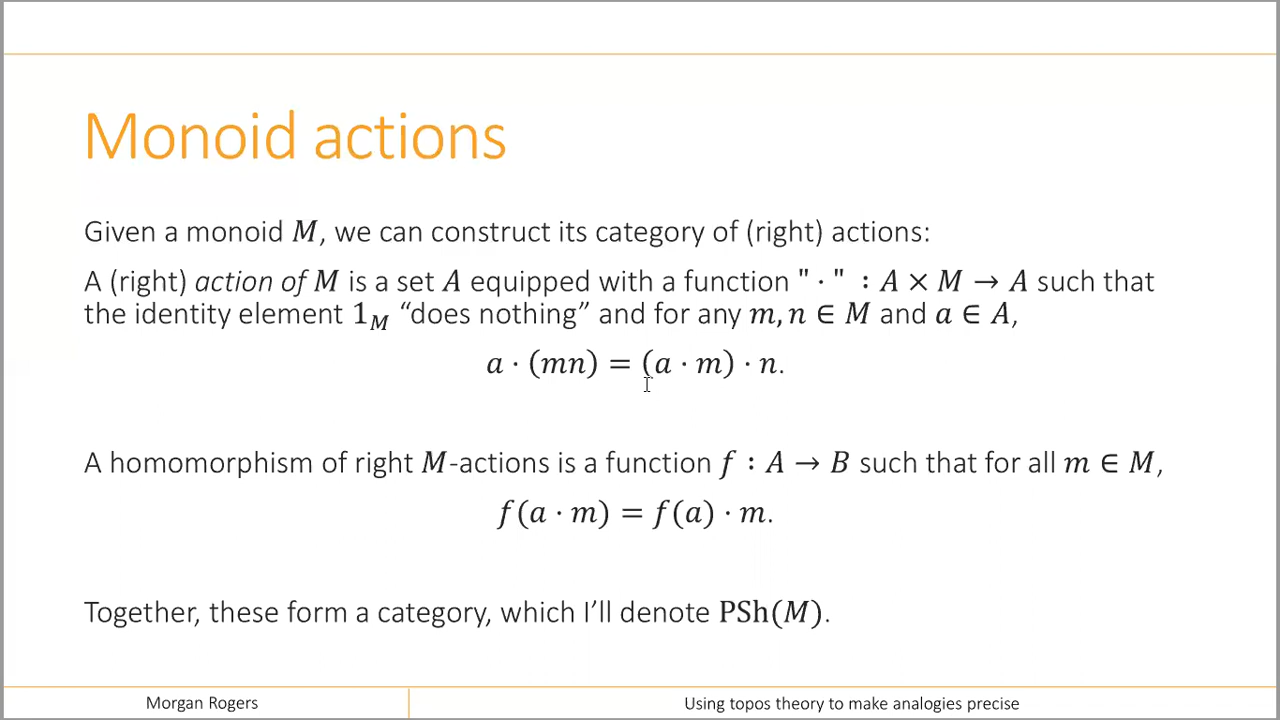 Monoid actions
Given a monoid 𝑀, we can construct its category of (right) actions:
A (right) action of 𝑀 is a set 𝐴 equipped with a function " ⋅ " ∶ 𝐴 × 𝑀 → 𝐴 such that
the identity element 1_𝑀 “does nothing” and for any 𝑚, 𝑛 ∈ 𝑀 and 𝑎 ∈ 𝐴,
𝑎 ⋅ (𝑚𝑛) = (𝑎 ⋅ 𝑚) ⋅ 𝑛.
A homomorphism of right 𝑀-actions is a function 𝑓 ∶ 𝐴 → 𝐵 such that for all 𝑚 ∈ 𝑀,
𝑓(𝑎 ⋅ 𝑚) = 𝑓(𝑎) ⋅ 𝑚.
Together, these form a category, which I’ll denote PSh(𝑀).
Morgan Rogers
Using topos theory to make analogies precise